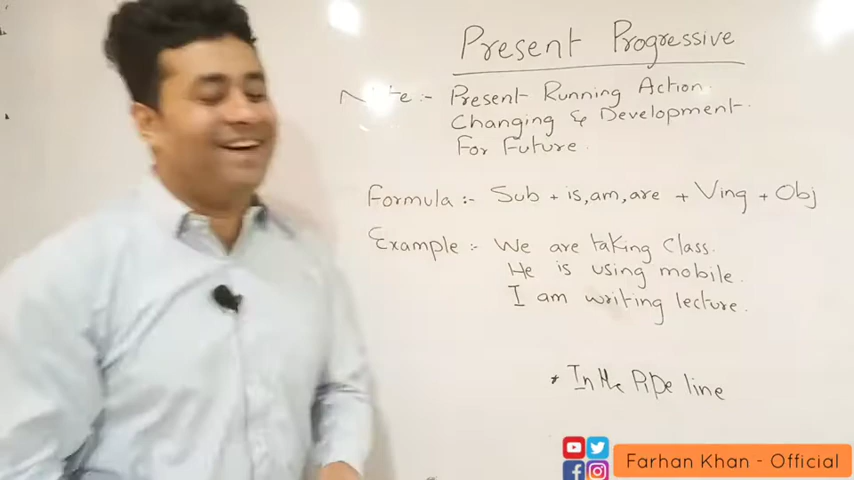 Present Progressive
Note :- Present Running Action.
Changing & Development.
For Future.
Formula :- Sub + is, am, are + Ving + Obj
Example :- We are taking Class.
He is using mobile.
I am writing lecture.
* In the Pipe line
Farhan Khan - Official